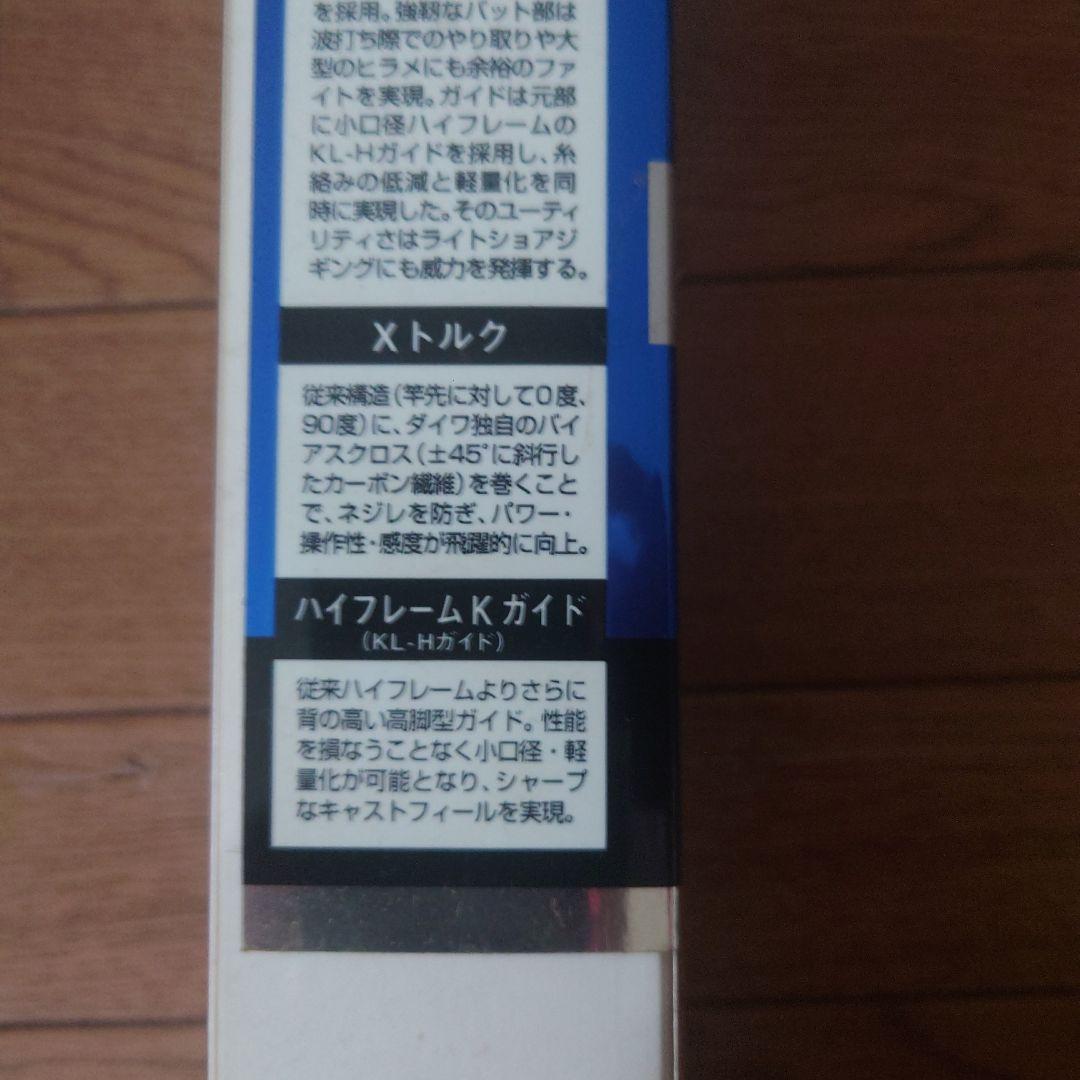 を採用。強靭なバット部は
波打ち際でのやり取りや大
型のヒラメにも余裕のファ
イトを実現。ガイドは元部
に小口径ハイフレームの
KL-Hガイドを採用し、糸
絡みの低減と軽量化を同
時に実現した。そのユーティ
リティさはライトショアジ
ギングにも威力を発揮する。
Xトルク
従来構造(竿先に対して0度、
90度)に、ダイワ独自のバイ
アスクロス(±45°に斜行し
たカーボン繊維)を巻くこと
で、ネジレを防ぎ、パワー・
操作性・感度が飛躍的に向上。
ハイフレームKガイド
(KL-Hガイド)
従来ハイフレームよりさらに
背の高い高脚型ガイド。性能
を損なうことなく小口径・軽
量化が可能となり、シャープ
なキャストフィールを実現。